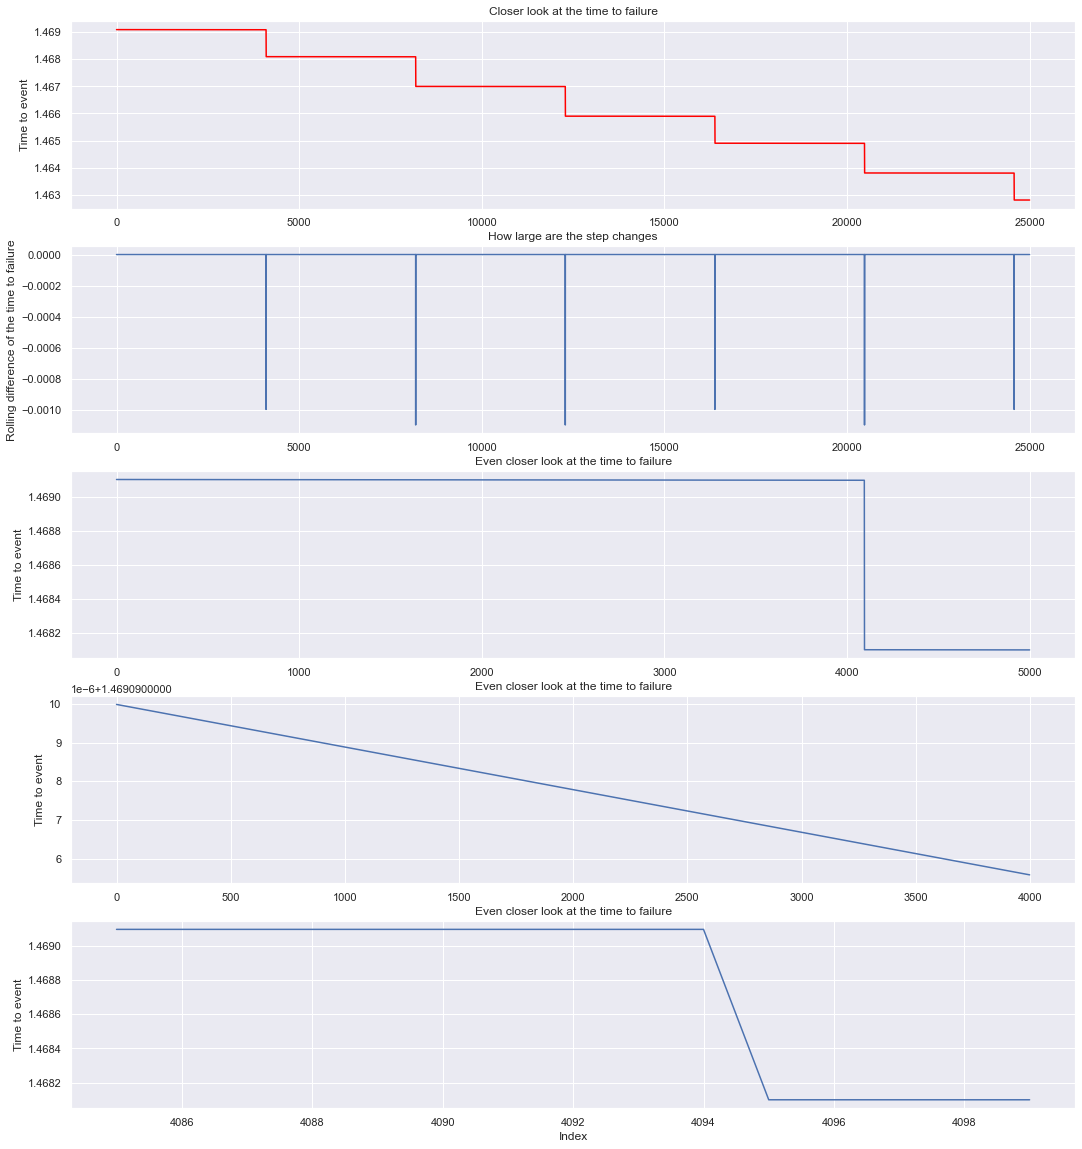 Closer look at the time to failure
Time to event
1.469
1.468
1.467
1.466
1.465
1.464
1.463
0 5000 10000 15000 20000 25000
How large are the step changes
Rolling difference of the time to failure
0.0000
−0.0002
−0.0004
−0.0006
−0.0008
−0.0010
0 5000 10000 15000 20000 25000
Even closer look at the time to failure
Time to event
1.4690
1.4688
1.4686
1.4684
1.4682
0 1000 2000 3000 4000 5000
1e−6+1.4690900000
Even closer look at the time to failure
Time to event
10
9
8
7
6
0 500 1000 1500 2000 2500 3000 3500 4000
Even closer look at the time to failure
Time to event
1.4690
1.4688
1.4686
1.4684
1.4682
4086 4088 4090 4092 4094 4096 4098
Index